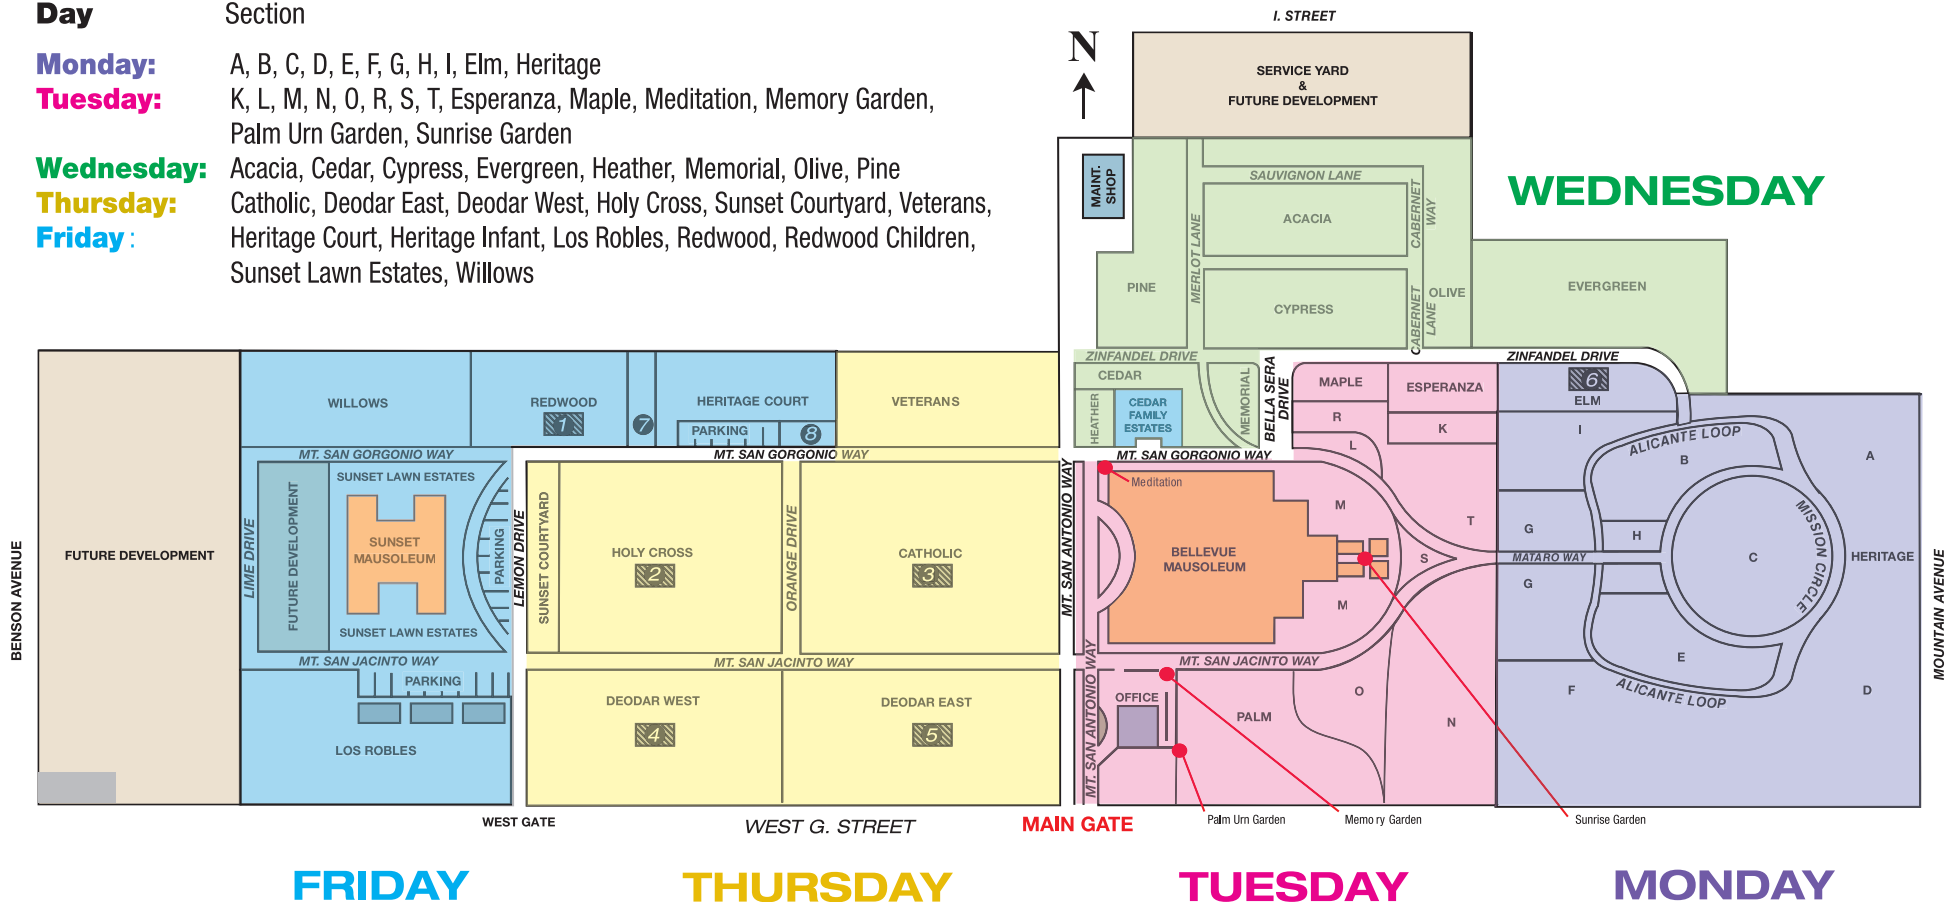 Day Section
Monday: A, B, C, D, E, F, G, H, I, Elm, Heritage
Tuesday: K, L, M, N, O, R, S, T, Esperanza, Maple, Meditation, Memory Garden,
Palm Urn Garden, Sunrise Garden
Wednesday: Acacia, Cedar, Cypress, Evergreen, Heather, Memorial, Olive, Pine
Thursday: Catholic, Deodar East, Deodar West, Holy Cross, Sunset Courtyard, Veterans,
Friday : Heritage Court, Heritage Infant, Los Robles, Redwood, Redwood Children,
Sunset Lawn Estates, Willows
I. STREET
N
SERVICE YARD
&
FUTURE DEVELOPMENT
MAINT.
SHOP
SAUVIGNON LANE
ACACIA
MERLOT LANE
CABERNET
WAY
WEDNESDAY
PINE
CYPRESS
CABERNET
LANE
OLIVE
EVERGREEN
ZINFANDEL DRIVE
ZINFANDEL DRIVE
CEDAR
HEATHER
CEDAR
FAMILY
ESTATES
MEMORIAL
BELLA SERA
DRIVE
MAPLE
ESPERANZA
6
ELM
WILLOWS
REDWOOD
1
7
HERITAGE COURT
PARKING
8
VETERANS
R
K
L
I
ALICANTE LOOP
B
A
MT. SAN GORGONIO WAY
MT. SAN GORGONIO WAY
MT. SAN GORGONIO WAY
BENSON AVENUE
FUTURE DEVELOPMENT
LIME DRIVE
FUTURE DEVELOPMENT
SUNSET LAWN ESTATES
SUNSET
MAUSOLEUM
SUNSET LAWN ESTATES
PARKING
LEMON DRIVE
SUNSET COURTYARD
HOLY CROSS
2
ORANGE DRIVE
CATHOLIC
3
MT. SAN ANTONIO WAY
Meditation
BELLEVUE
MAUSOLEUM
M
M
S
T
G
H
MATARO WAY
G
C
MISSION CIRCLE
HERITAGE
MOUNTAIN AVENUE
MT. SAN JACINTO WAY
MT. SAN JACINTO WAY
MT. SAN JACINTO WAY
PARKING
LOS ROBLES
DEODAR WEST
4
DEODAR EAST
5
MT. SAN ANTONIO WAY
OFFICE
PALM
O
N
F
E
ALICANTE LOOP
D
WEST GATE
WEST G. STREET
MAIN GATE
Palm Urn Garden
Memo ry Garden
Sunrise Garden
FRIDAY
THURSDAY
TUESDAY
MONDAY